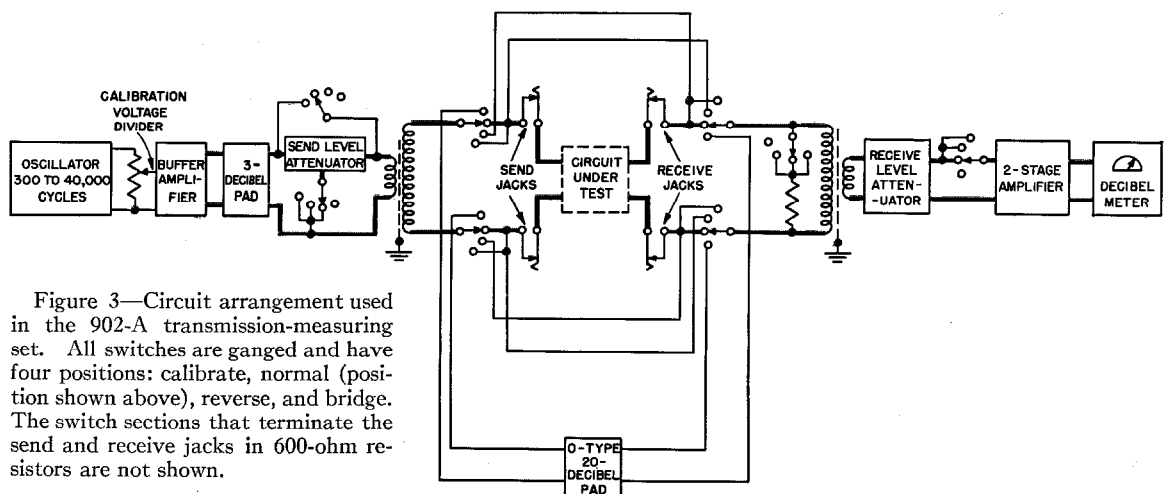 CALIBRATION
VOLTAGE
DIVIDER
OSCILLATOR
300 TO 40,000
CYCLES
BUFFER
AMPLI-
FIER
3-
DECIBEL
PAD
SEND LEVEL
ATTENUATOR
SEND
JACKS
CIRCUIT
UNDER
TEST
RECEIVE
JACKS
RECEIVE
LEVEL
ATTEN-
-UATOR
2-STAGE
AMPLIFIER
DECIBEL
METER
O-TYPE
20-
DECIBEL
PAD
Figure 3—Circuit arrangement used
in the 902-A transmission-measuring
set. All switches are ganged and have
four positions: calibrate, normal (posi-
tion shown above), reverse, and bridge.
The switch sections that terminate the
send and receive jacks in 600-ohm re-
sistors are not shown.